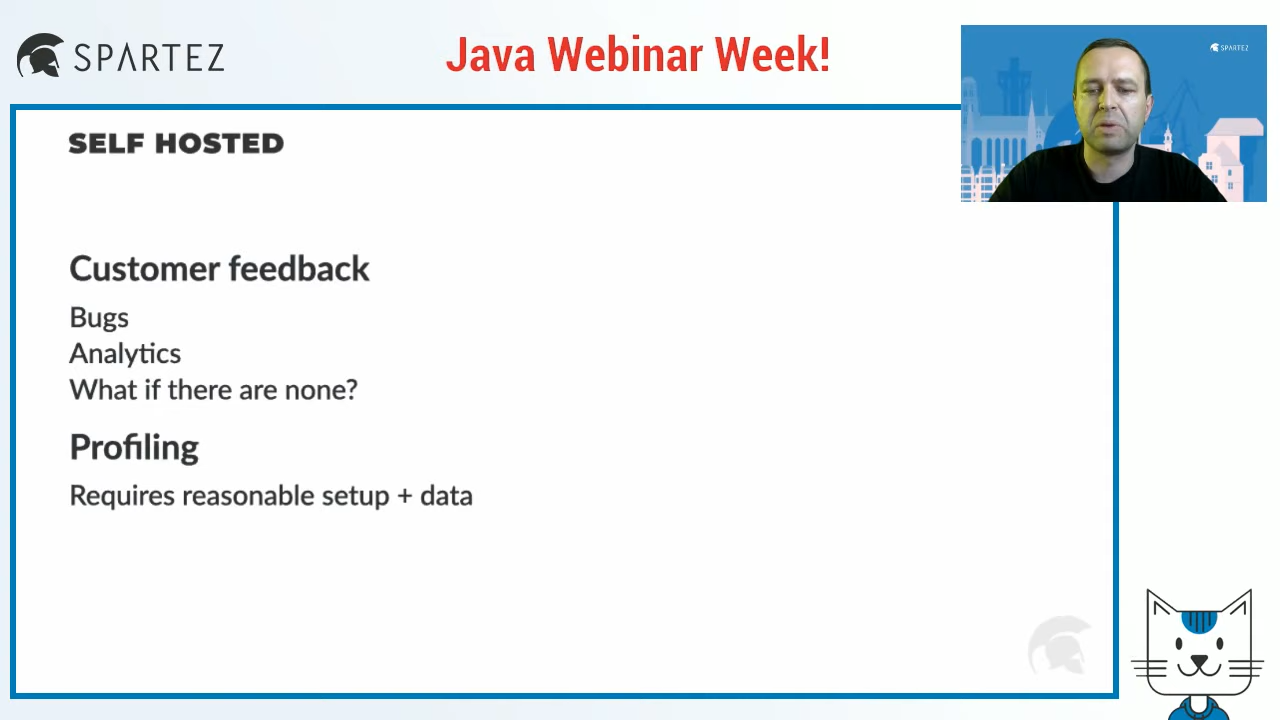 SPARTEZ
Java Webinar Week!
SPARTEZ
SELF HOSTED
Customer feedback
Bugs
Analytics
What if there are none?
Profiling
Requires reasonable setup + data